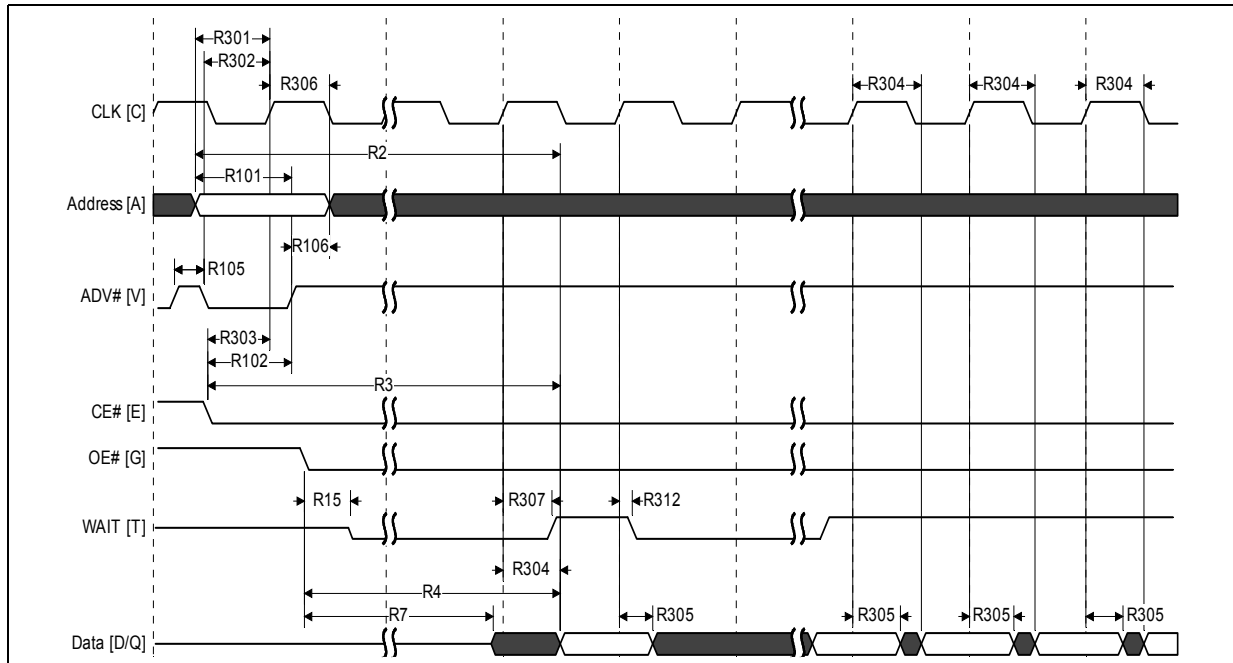 R301
R302
R306
R304
R304
R304
CLK [C]
R2
R101
Address [A]
R106
R105
ADV# [V]
R303
R102
R3
CE# [E]
OE# [G]
R15
R307
R312
WAIT [T]
R304
R4
R7
R305
R305
R305
R305
Data [D/Q]